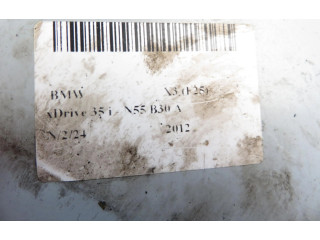 BMW X3 (F25)
xDrive 35 i - N55 B30 A
N/2/24 2012